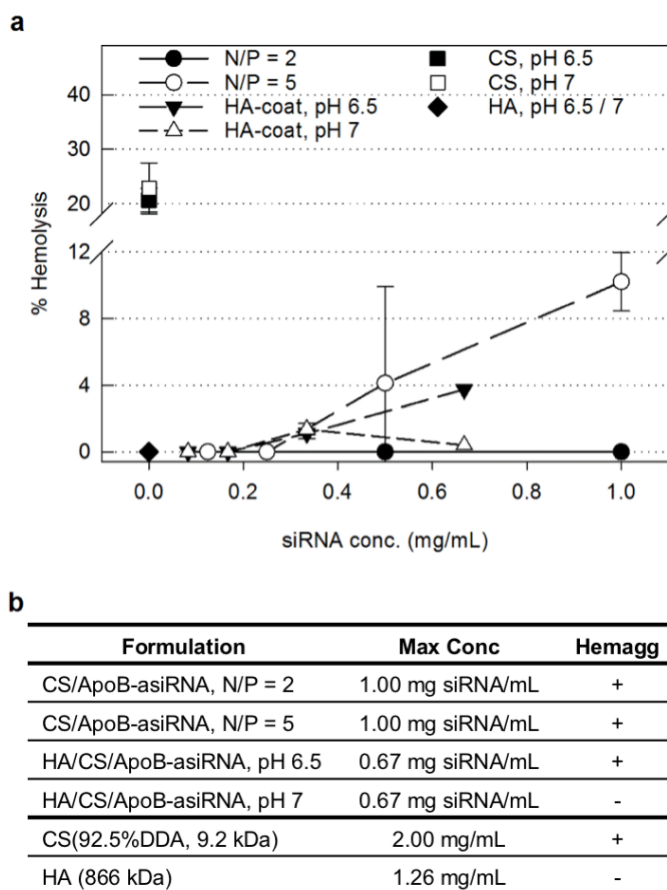 a
N/P = 2
N/P = 5
HA-coat, pH 6.5
HA-coat, pH 7
CS, pH 6.5
CS, pH 7
HA, pH 6.5 / 7
% Hemolysis
40
30
20
12
8
4
0
0.0 0.2 0.4 0.6 0.8 1.0
siRNA conc. (mg/mL)
b
Formulation Max Conc Hemagg
CS/ApoB-asiRNA, N/P = 2 1.00 mg siRNA/mL +
CS/ApoB-asiRNA, N/P = 5 1.00 mg siRNA/mL +
HA/CS/ApoB-asiRNA, pH 6.5 0.67 mg siRNA/mL +
HA/CS/ApoB-asiRNA, pH 7 0.67 mg siRNA/mL -
CS(92.5%DDA, 9.2 kDa) 2.00 mg/mL +
HA (866 kDa) 1.26 mg/mL -